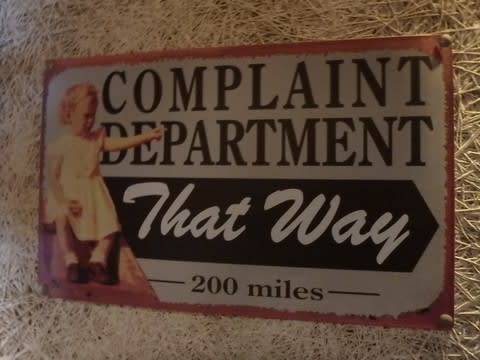 COMPLAINT
DEPARTMENT
That Way
200 miles